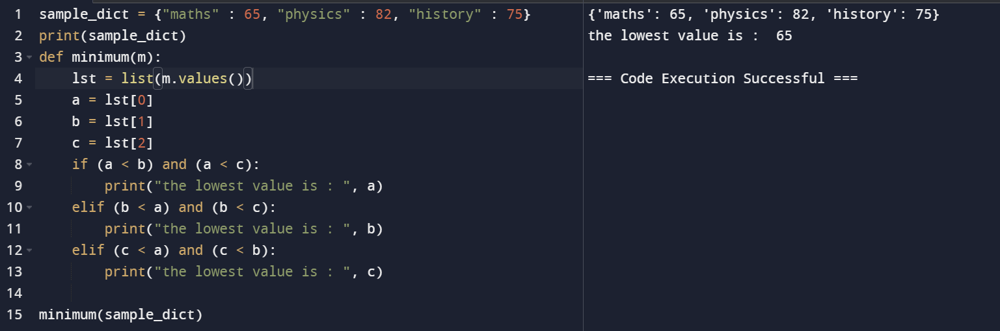 1 sample_dict = {"maths" : 65, "physics" : 82, "history" : 75}
2 print(sample_dict)
3 def minimum(m):
4     lst = list(m.values())
5     a = lst[0]
6     b = lst[1]
7     c = lst[2]
8     if (a < b) and (a < c):
9         print("the lowest value is : ", a)
10     elif (b < a) and (b < c):
11         print("the lowest value is : ", b)
12     elif (c < a) and (c < b):
13         print("the lowest value is : ", c)
14
15 minimum(sample_dict)
{'maths': 65, 'physics': 82, 'history': 75}
the lowest value is :  65
=== Code Execution Successful ===